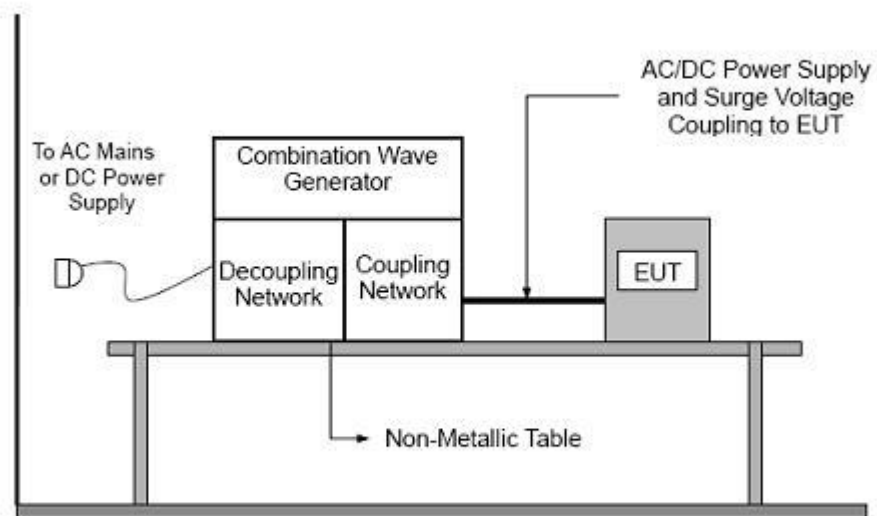 AC/DC Power Supply
and Surge Voltage
Coupling to EUT
To AC Mains
or DC Power
Supply
Combination Wave
Generator
Decoupling
Network
Coupling
Network
EUT
Non-Metallic Table